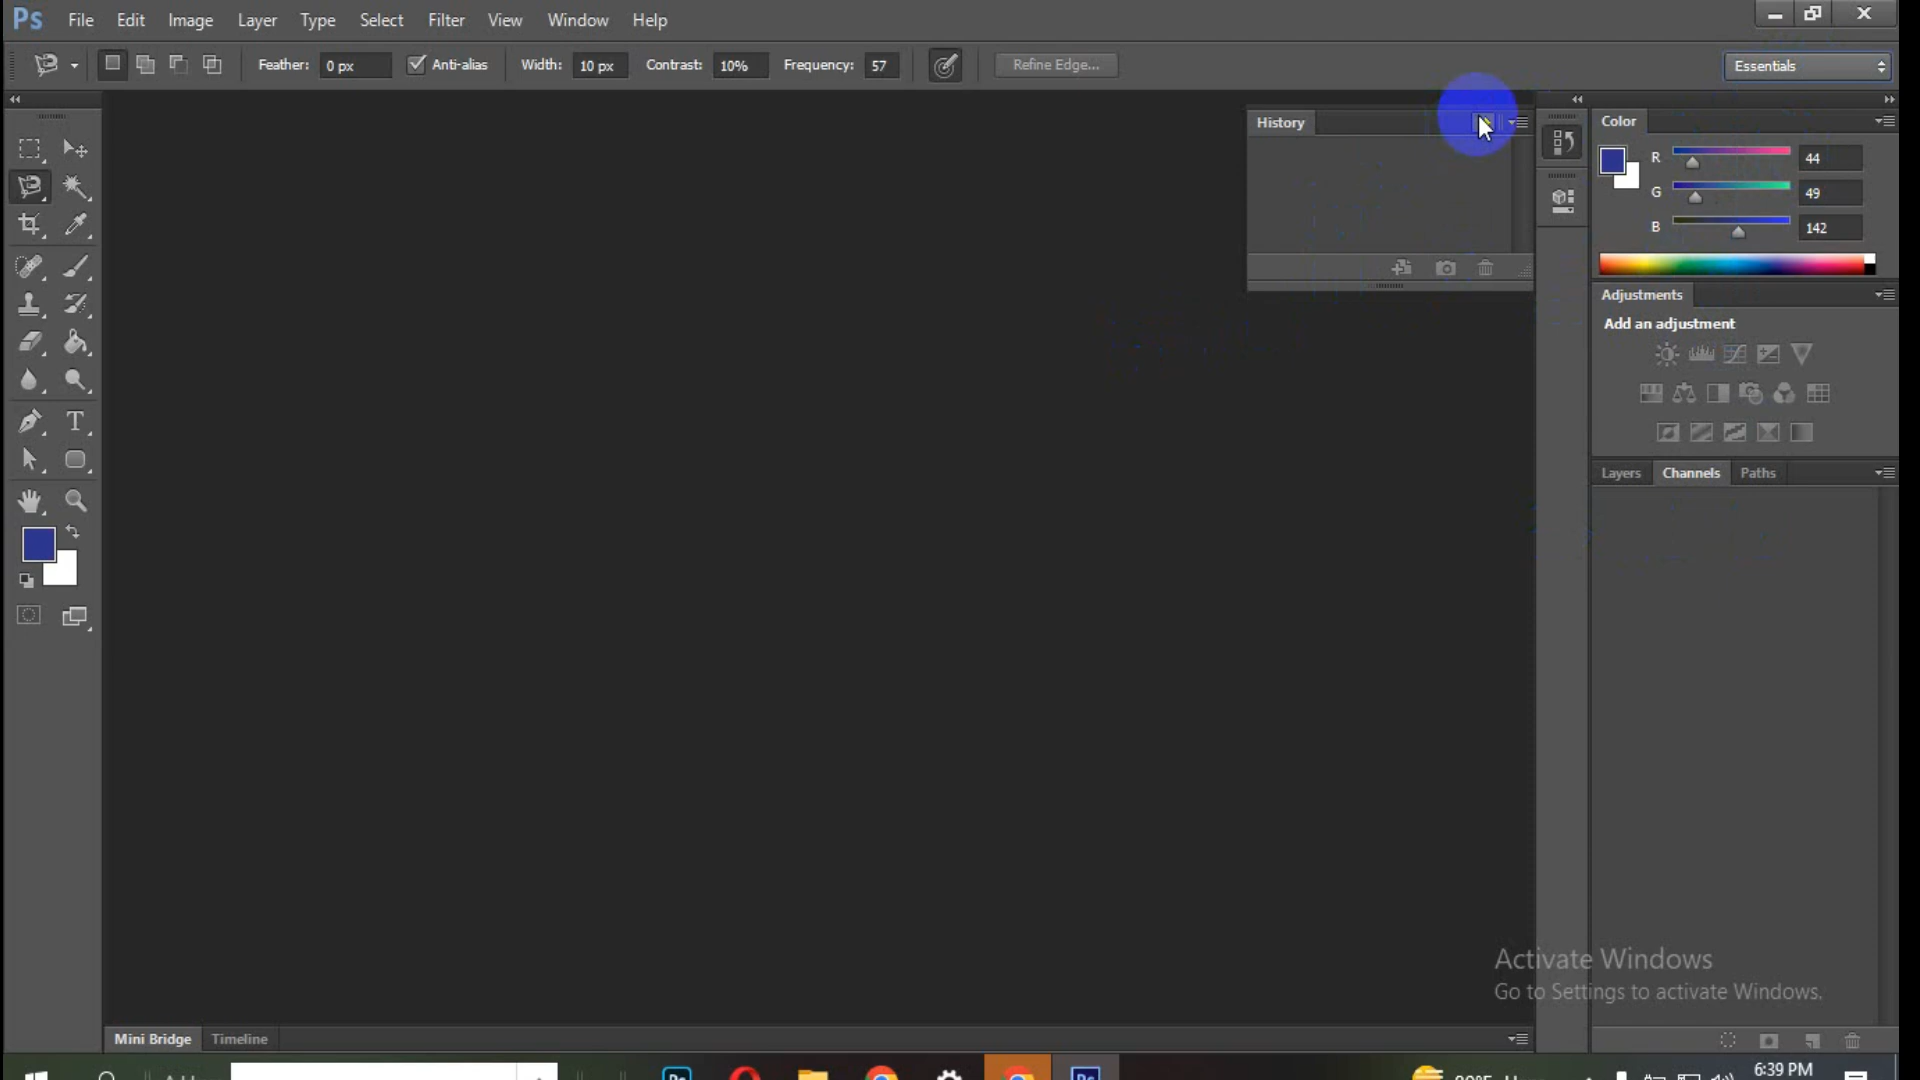 Ps File Edit Image Layer Type Select Filter View Window Help
Feather: 0 px Anti-alias Width: 10 px Contrast: 10% Frequency: 57 Refine Edge... Essentials
History
Color
R 44
G 49
B 142
Adjustments
Add an adjustment
Layers Channels Paths
Activate Windows
Go to Settings to activate Windows.
Mini Bridge Timeline
6:39 PM